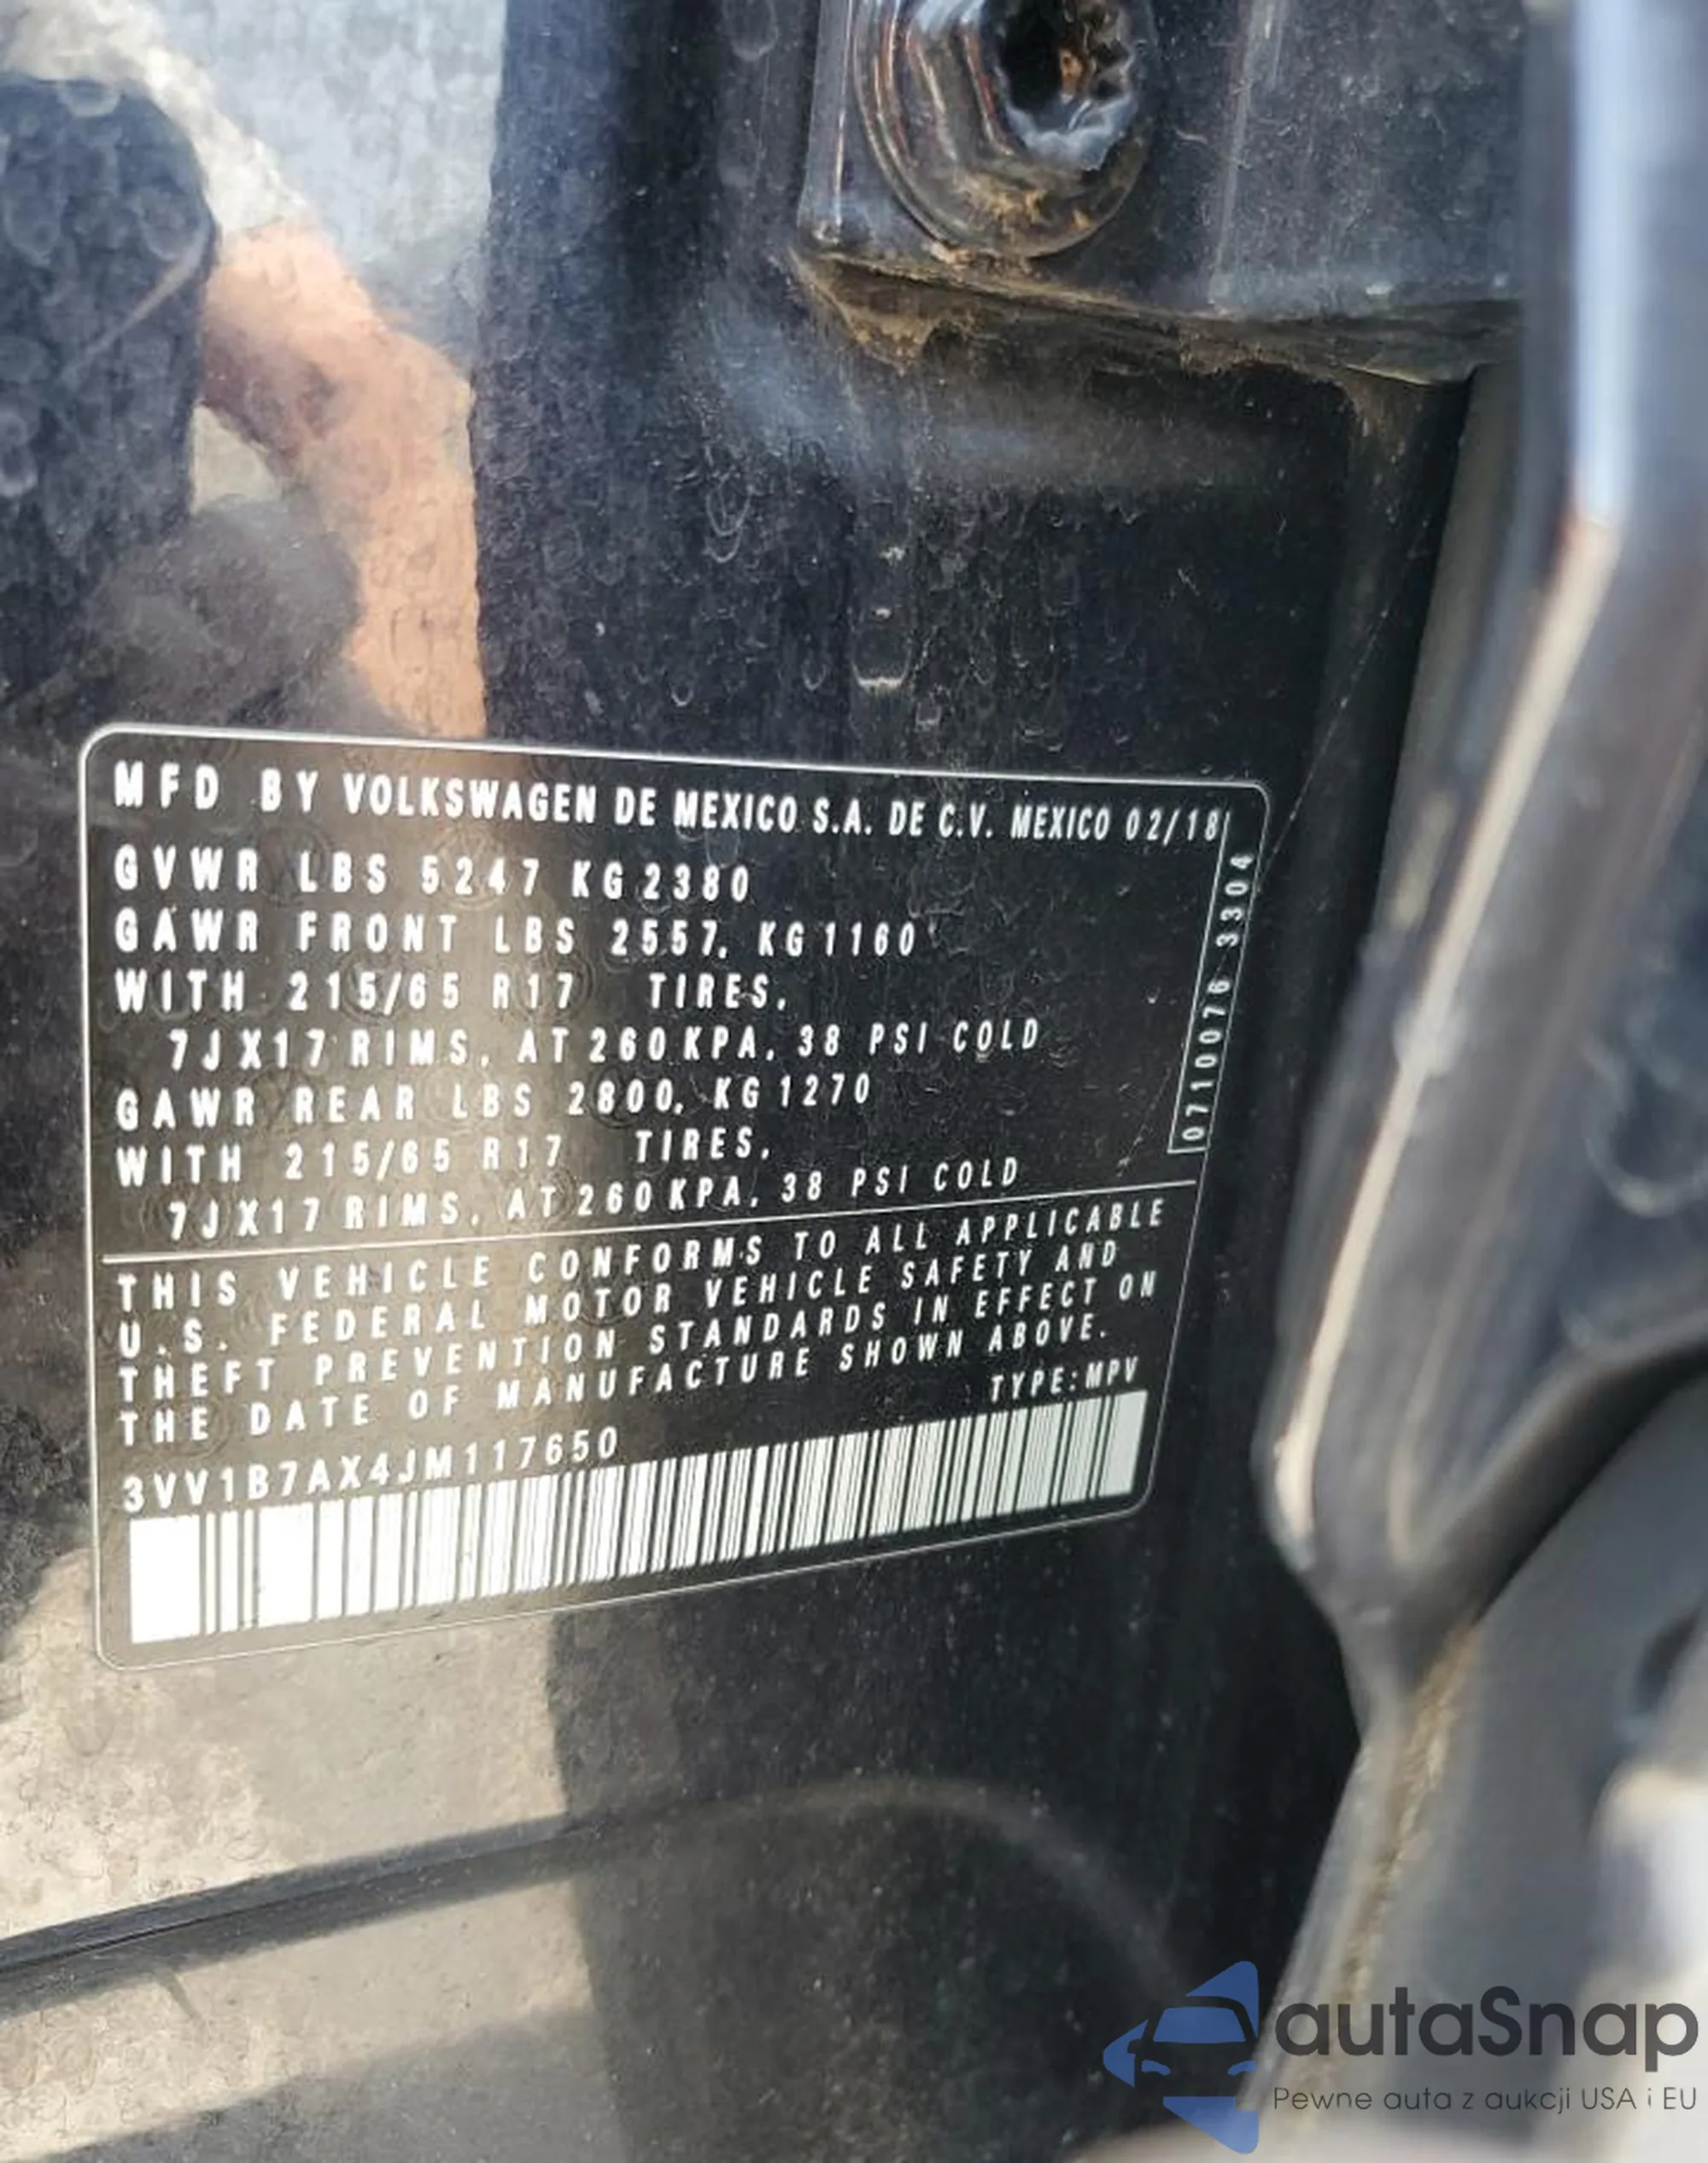 MFD BY VOLKSWAGEN DE MEXICO S.A. DE C.V. MEXICO 02/18
GVWR LBS 5247 KG 2380
GAWR FRONT LBS 2557, KG 1160
WITH 215/65 R17 TIRES,
7JX17 RIMS, AT 260 KPA, 38 PSI COLD
GAWR REAR LBS 2800, KG 1270
WITH 215/65 R17 TIRES,
7JX17 RIMS, AT 260 KPA, 38 PSI COLD
0710076 3304
THIS VEHICLE CONFORMS TO ALL APPLICABLE
U.S. FEDERAL MOTOR VEHICLE SAFETY AND
THEFT PREVENTION STANDARDS IN EFFECT ON
THE DATE OF MANUFACTURE SHOWN ABOVE.
TYPE:MPV
3VV1B7AX4JM117650
autaSnap
Pewne auta z aukcji USA i EU